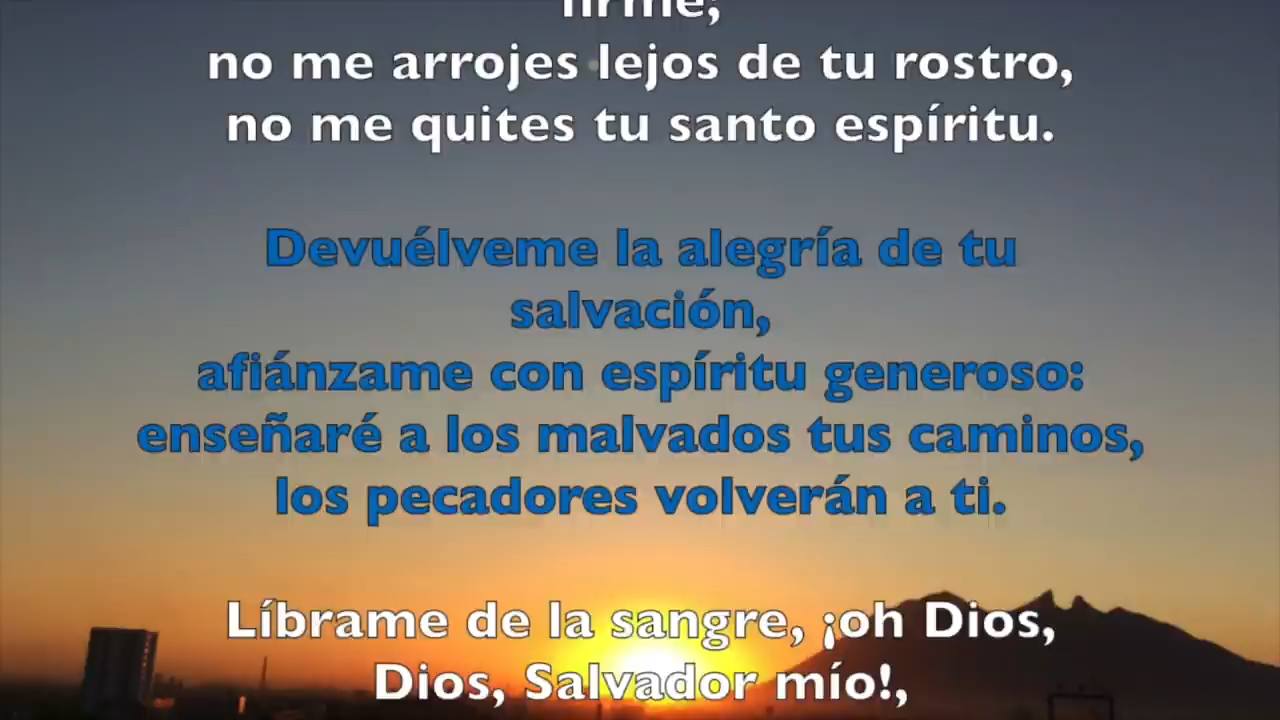 firme;
no me arrojes lejos de tu rostro,
no me quites tu santo espíritu.
Devuélveme la alegría de tu
salvación,
afiánzame con espíritu generoso:
enseñaré a los malvados tus caminos,
los pecadores volverán a ti.
Líbrame de la sangre, ¡oh Dios,
Dios, Salvador mío!,